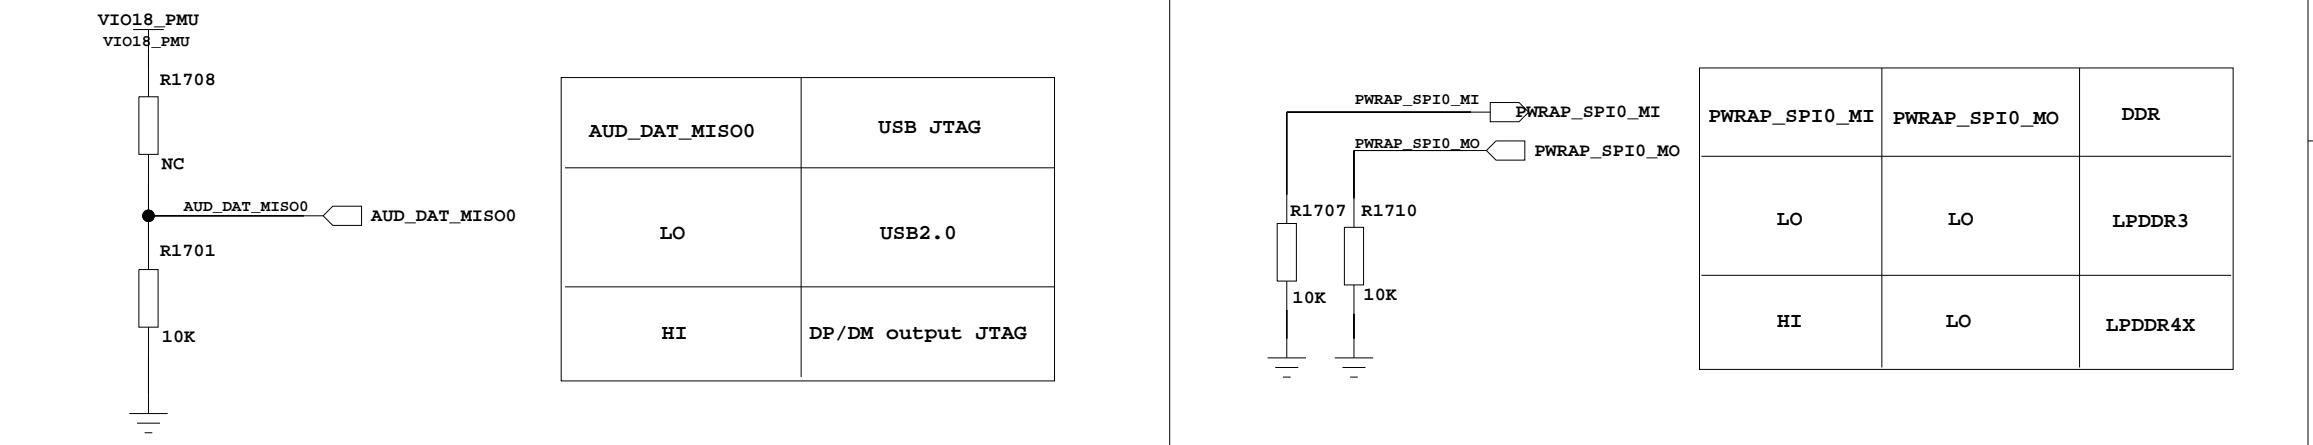 VIO18_PMU
VIO18_PMU
R1708
NC
AUD_DAT_MISO0
AUD_DAT_MISO0
R1701
10K
AUD_DAT_MISO0 USB JTAG
LO USB2.0
HI DP/DM output JTAG
PWRAP_SPI0_MI
PWRAP_SPI0_MI
PWRAP_SPI0_MO
PWRAP_SPI0_MO
R1707 R1710
10K 10K
PWRAP_SPI0_MI PWRAP_SPI0_MO DDR
LO LO LPDDR3
HI LO LPDDR4X